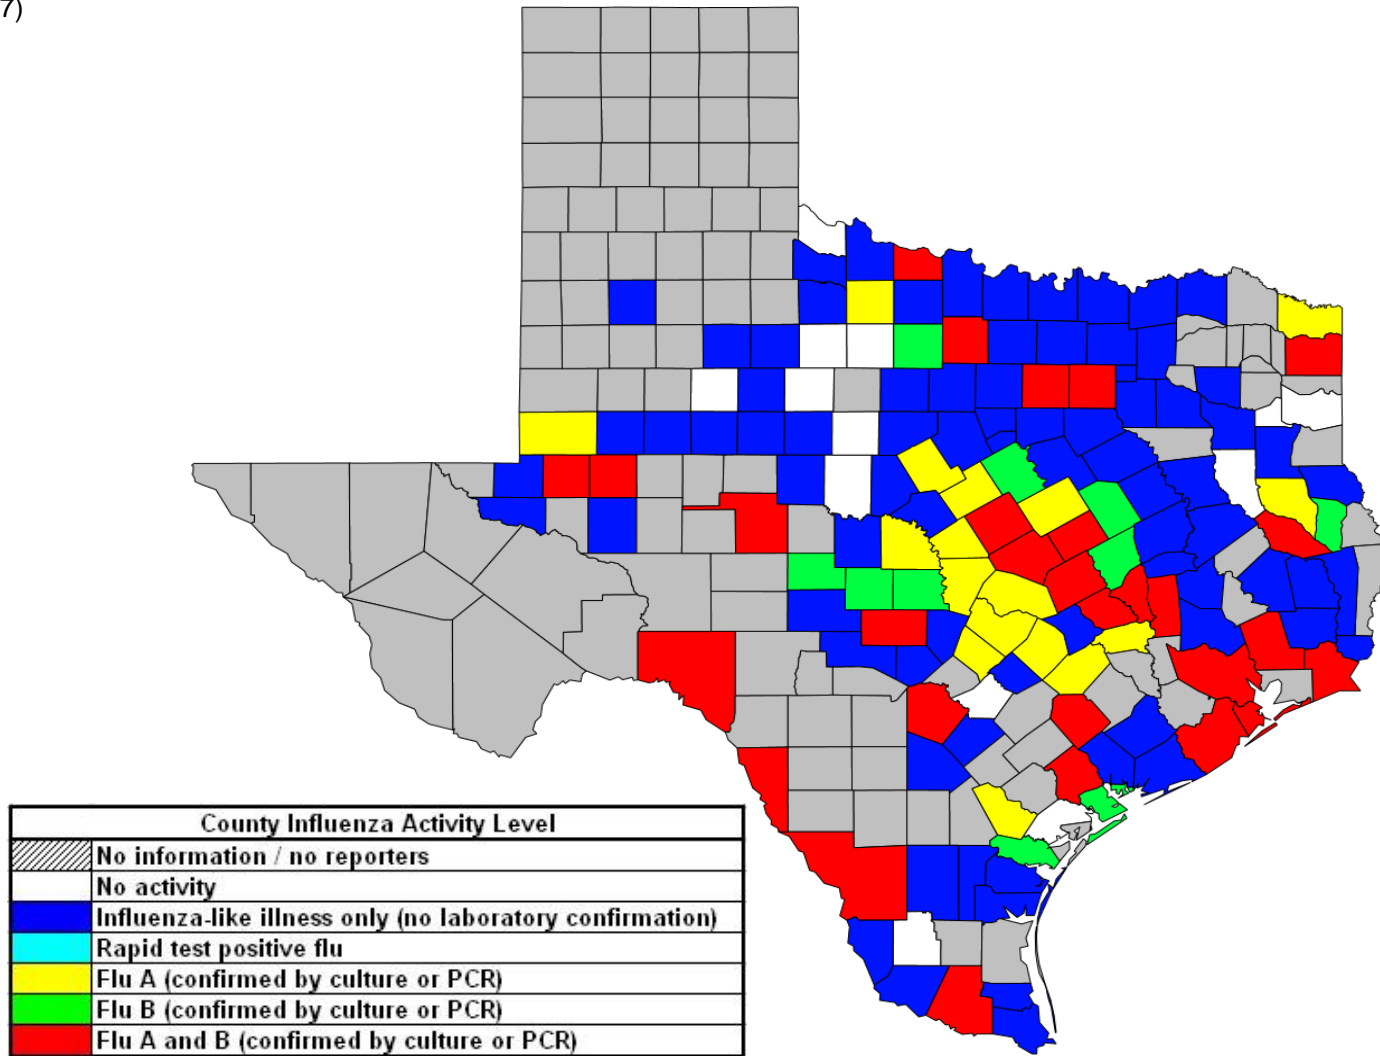 7)
County Influenza Activity Level
No information / no reporters
No activity
Influenza-like illness only (no laboratory confirmation)
Rapid test positive flu
Flu A (confirmed by culture or PCR)
Flu B (confirmed by culture or PCR)
Flu A and B (confirmed by culture or PCR)